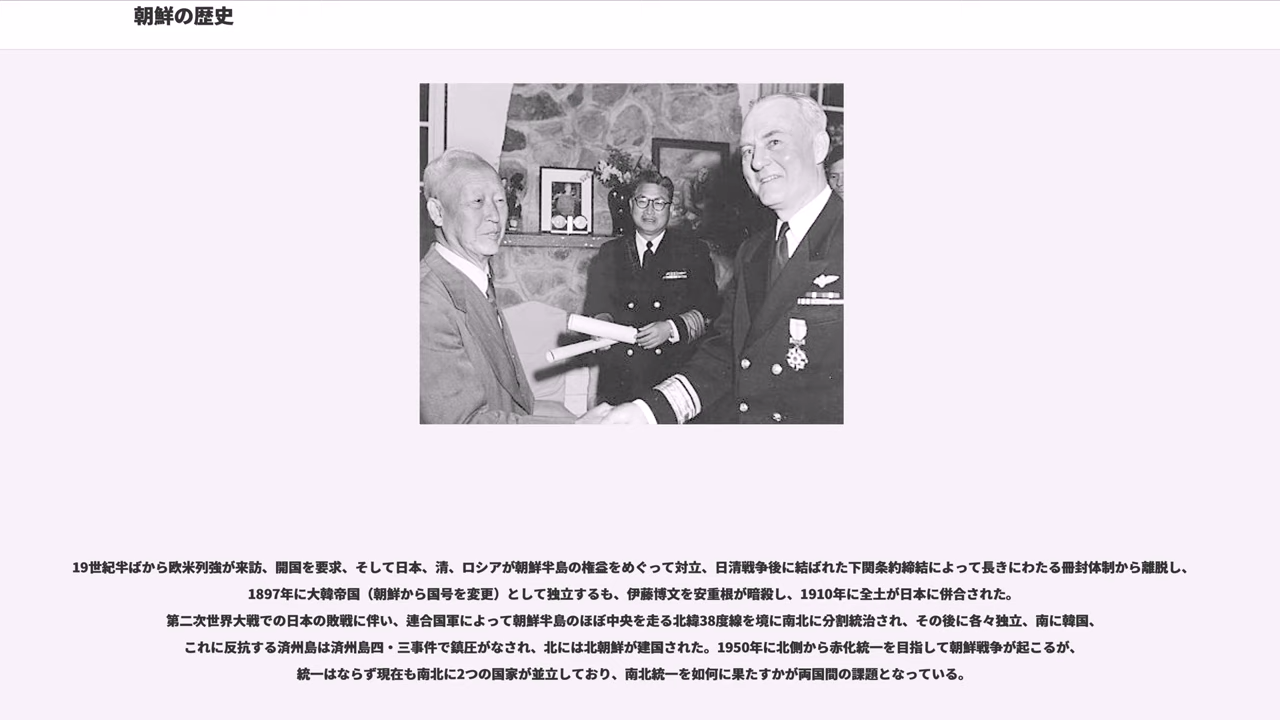 朝鮮の歴史
19世紀半ばから欧米列強が来訪、開国を要求、そして日本、清、ロシアが朝鮮半島の権益をめぐって対立、日清戦争後に結ばれた下関条約締結によって長きにわたる冊封体制から離脱し、
1897年に大韓帝国（朝鮮から国号を変更）として独立するも、伊藤博文を安重根が暗殺し、1910年に全土が日本に併合された。
第二次世界大戦での日本の敗戦に伴い、連合国軍によって朝鮮半島のほぼ中央を走る北緯38度線を境に南北に分割統治され、その後に各々独立、南に韓国、
これに反抗する済州島は済州島四・三事件で鎮圧がなされ、北には北朝鮮が建国された。1950年に北側から赤化統一を目指して朝鮮戦争が起こるが、
統一はならず現在も南北に2つの国家が並立しており、南北統一を如何に果たすかが両国間の課題となっている。